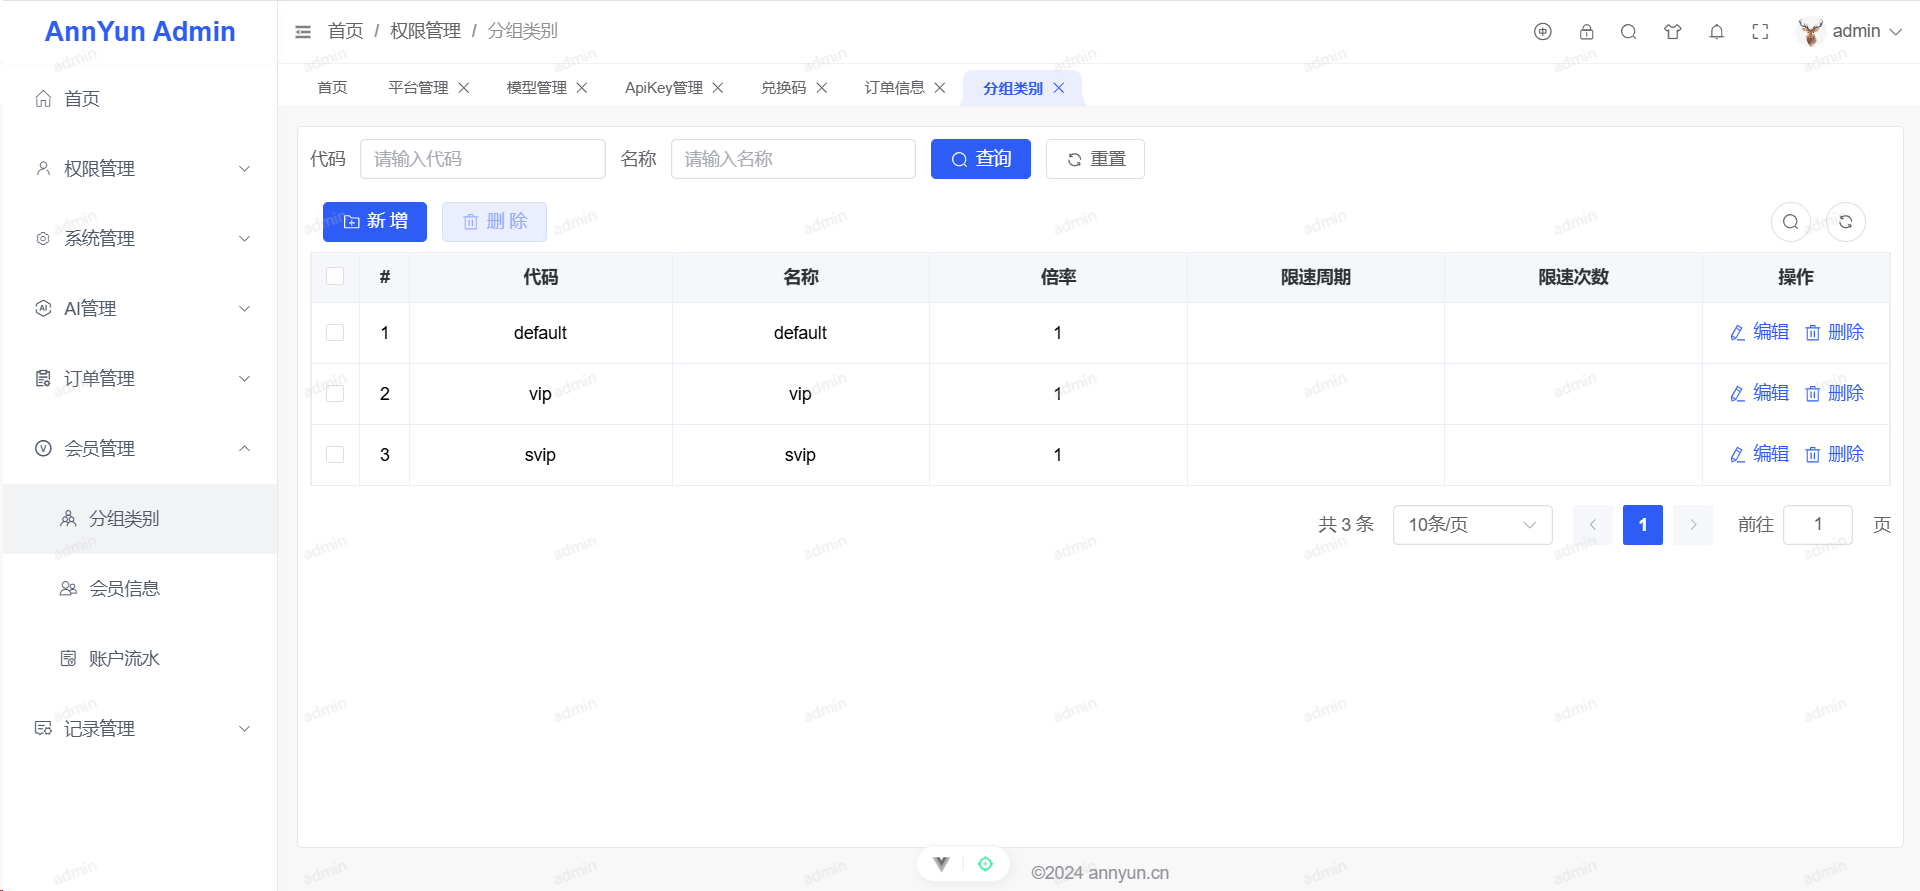 AnnYun Admin
首页
权限管理
系统管理
AI管理
订单管理
会员管理
分组类别
会员信息
账户流水
记录管理
首页 / 权限管理 / 分组类别
admin
首页 平台管理 模型管理 ApiKey管理 兑换码 订单信息 分组类别
代码 请输入代码 名称 请输入名称 查询 重置
新增 删除
# 代码 名称 倍率 限速周期 限速次数 操作
1 default default 1 编辑 删除
2 vip vip 1 编辑 删除
3 svip svip 1 编辑 删除
共 3 条 10条/页 1 前往 1 页
©2024 annyun.cn